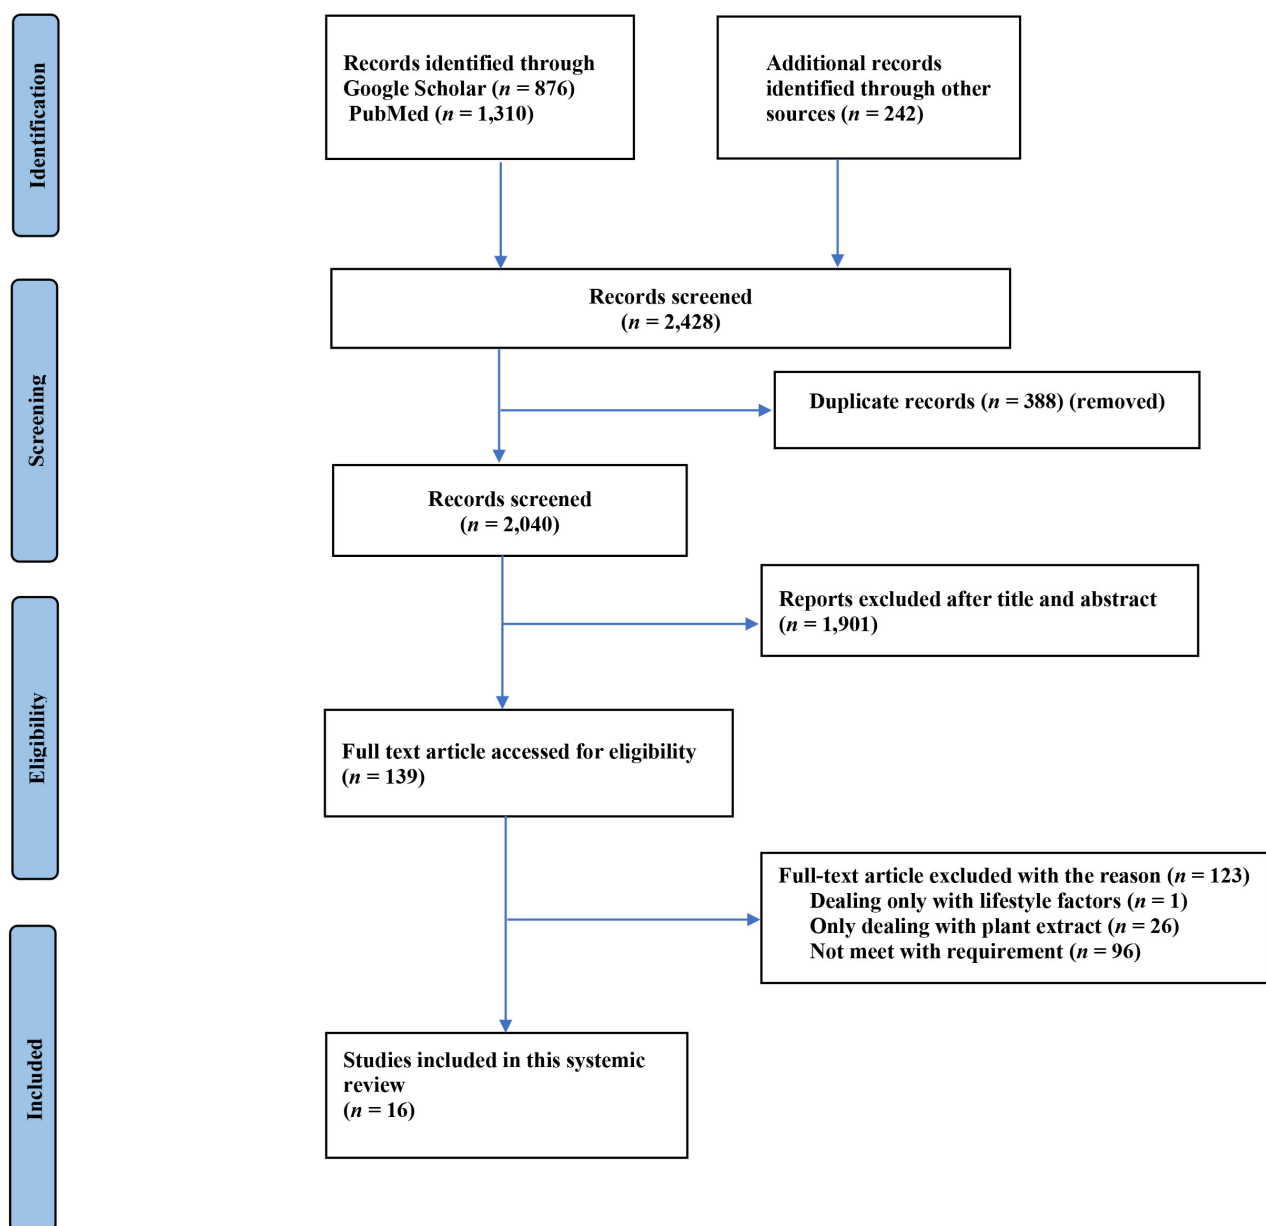 Identification
Records identified through
Google Scholar (n = 876)
PubMed (n = 1,310)
Additional records
identified through other
sources (n = 242)
Screening
Records screened
(n = 2,428)
Duplicate records (n = 388) (removed)
Records screened
(n = 2,040)
Reports excluded after title and abstract
(n = 1,901)
Eligibility
Full text article accessed for eligibility
(n = 139)
Full-text article excluded with the reason (n = 123)
Dealing only with lifestyle factors (n = 1)
Only dealing with plant extract (n = 26)
Not meet with requirement (n = 96)
Included
Studies included in this systemic
review
(n = 16)